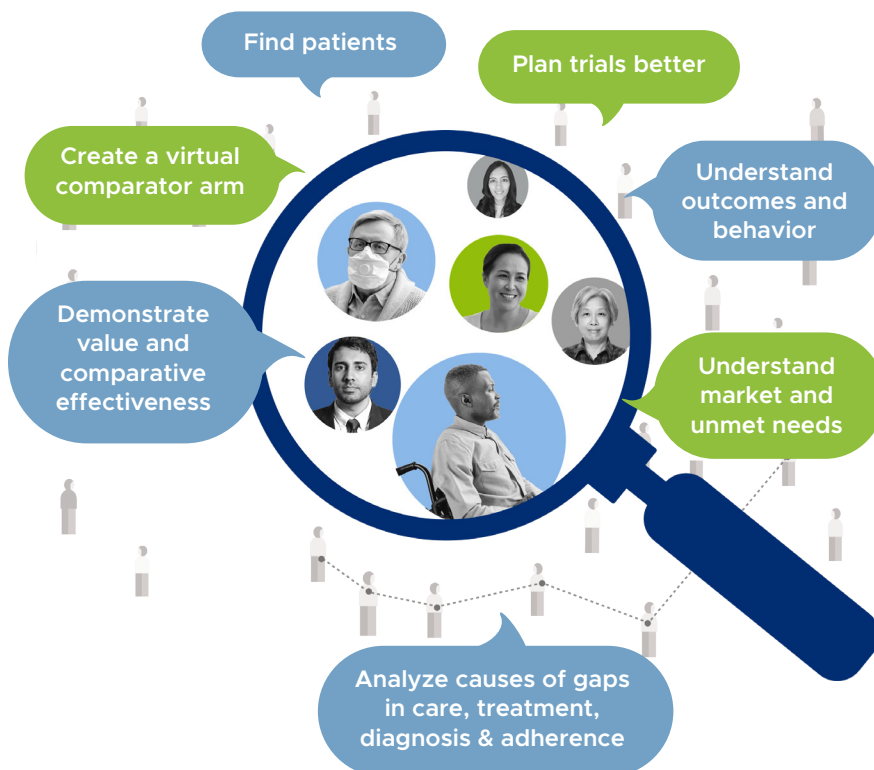 Find patients
Plan trials better
Create a virtual
comparator arm
Understand
outcomes and
behavior
Demonstrate
value and
comparative
effectiveness
Understand
market and
unmet needs
Analyze causes of gaps
in care, treatment,
diagnosis & adherence